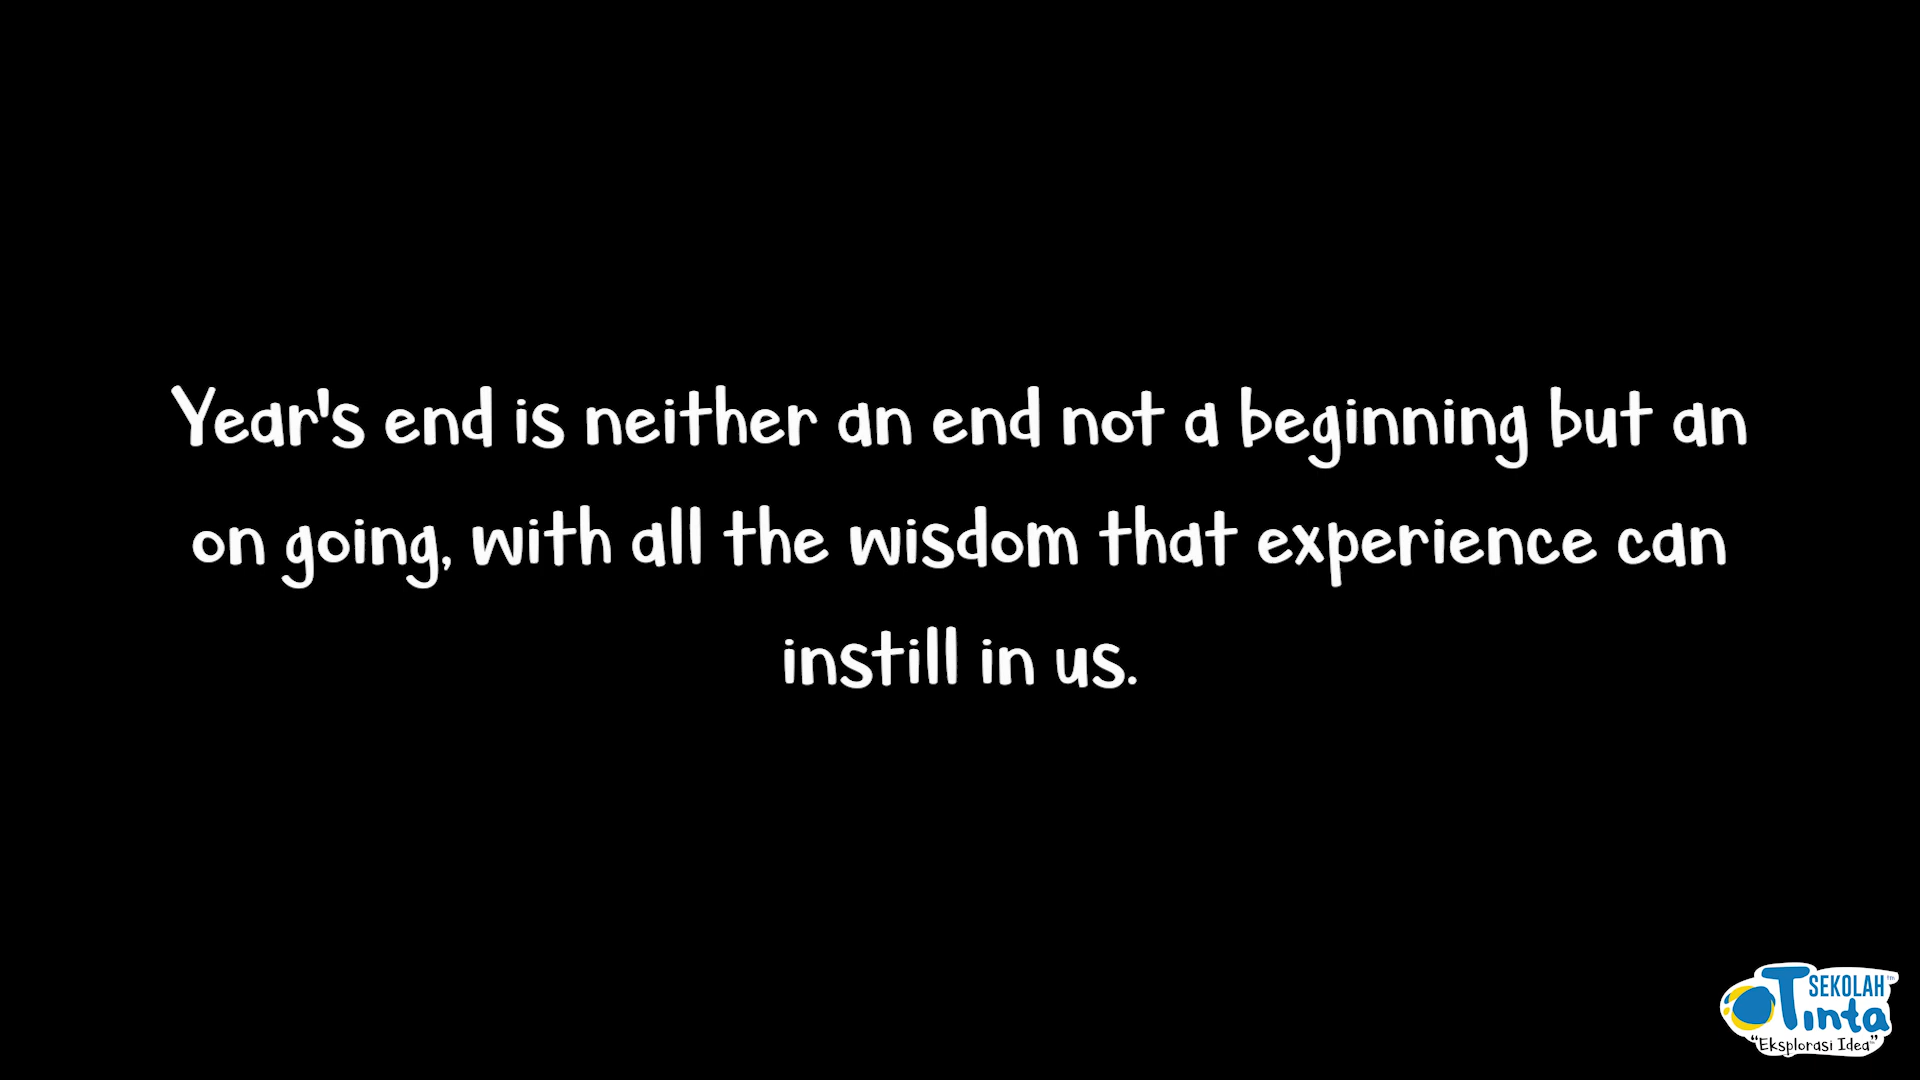 Year's end is neither an end not a beginning but an
on going, with all the wisdom that experience can
instill in us.
SEKOLAH™
Tinta
"Eksplorasi Idea"